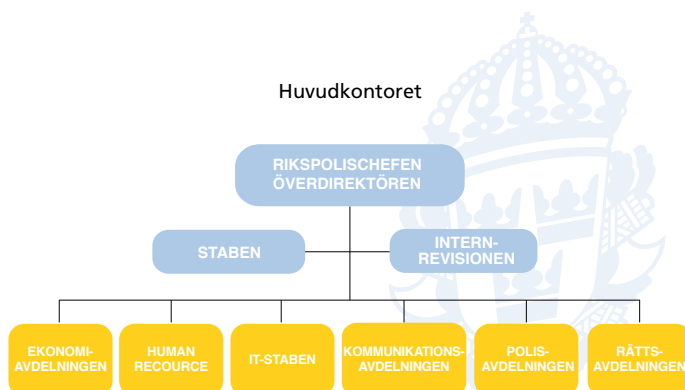 Huvudkontoret
RIKSPOLISCHEFEN
ÖVERDIREKTÖREN
STABEN
INTERN-
REVISIONEN
EKONOMI-
AVDELNINGEN
HUMAN
RECOURCE
IT-STABEN
KOMMUNIKATIONS-
AVDELNINGEN
POLIS-
AVDELNINGEN
RÄTTS-
AVDELNINGEN